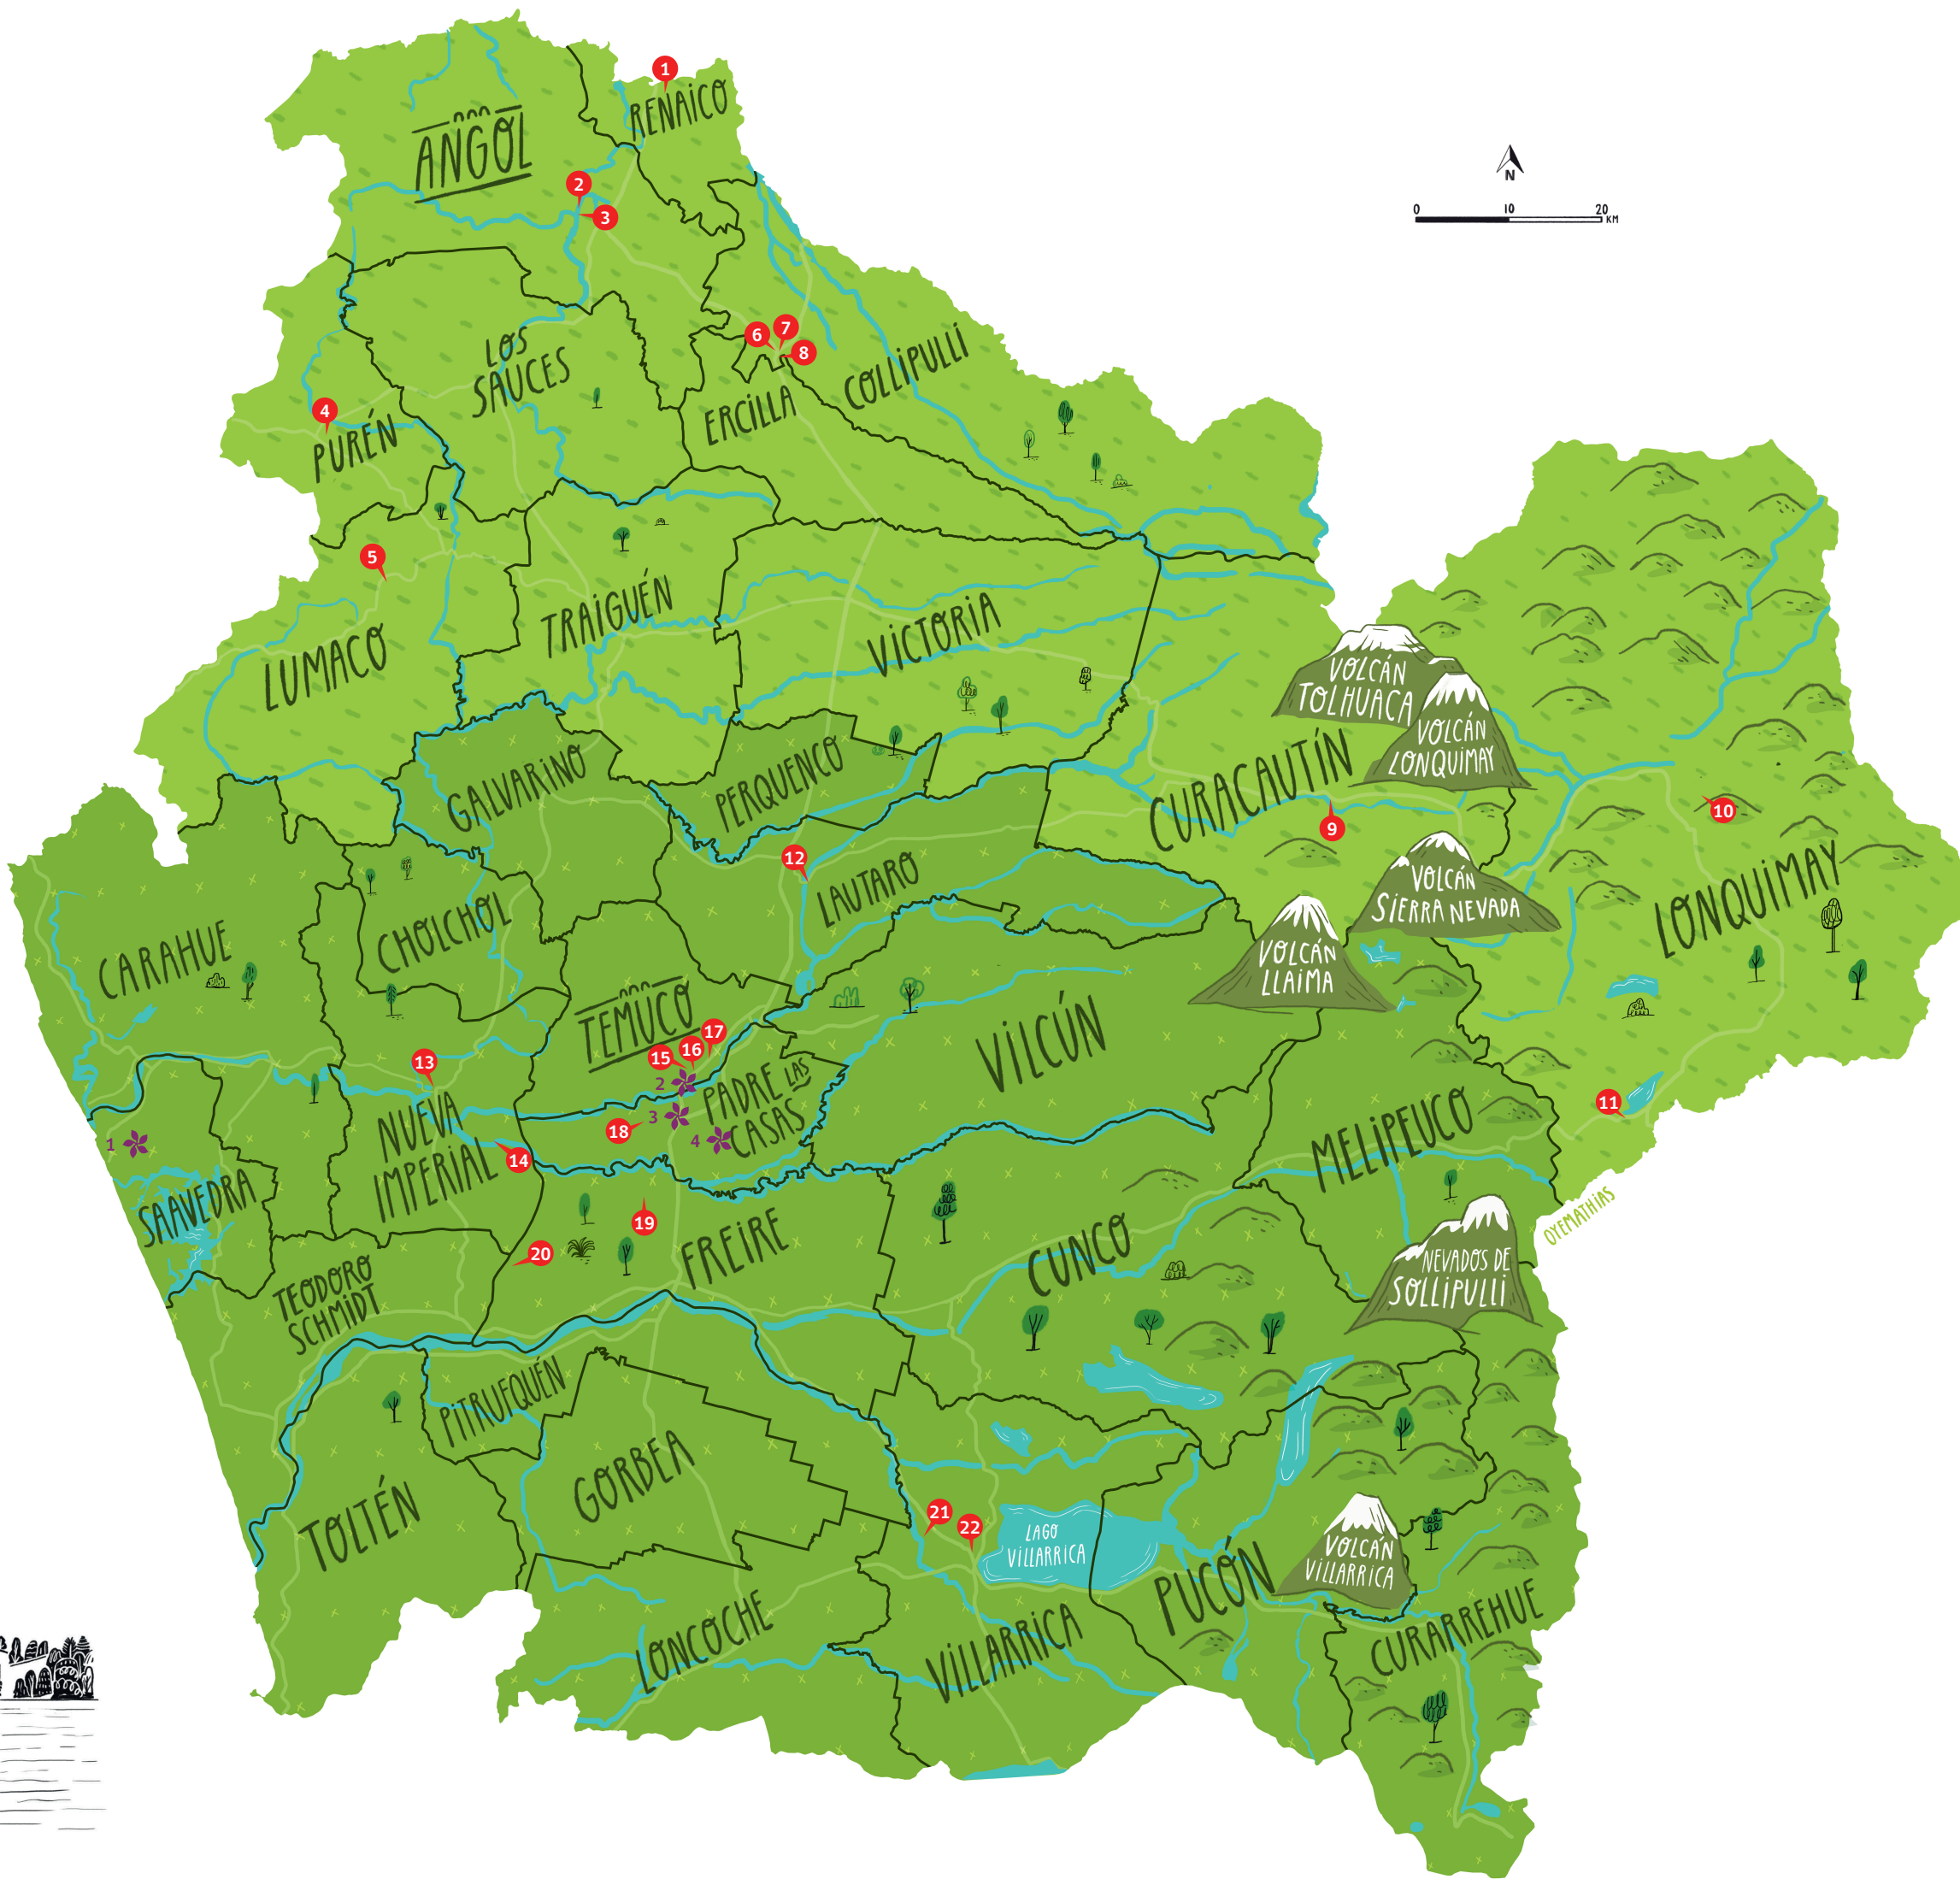 1
RENAICO
ANGOL
2
3
N
0 10 20
KM
LOS
SAUCES
6
7
8
COLLIPULLI
ERCILLA
4
PURÉN
5
LUMACO
TRAIGUÉN
VICTORIA
VOLCÁN
TOLHUACA
VOLCÁN
LONQUIMAY
GALVARINO
PERQUENCO
CURACAUTÍN
9
10
12
LAUTARO
VOLCÁN
SIERRA NEVADA
LONQUIMAY
CARAHUE
CHOLCHOL
VOLCÁN
LLAIMA
TEMUCO
17
16
15
2
13
VILCÚN
PADRE LAS
CASAS
3
18
4
11
1
NUEVA
IMPERIAL
14
MELIPEUCO
SAAVEDRA
19
20
FREIRE
CUNCO
OYEMATHIAS
NEVADOS DE
SOLLIPULLI
TEODORO
SCHMIDT
PITRUFQUÉN
GORBEA
TOLTÉN
21
22
LAGO
VILLARRICA
PUCÓN
VOLCÁN
VILLARRICA
LONCOCHE
VILLARRICA
CURARREHUE